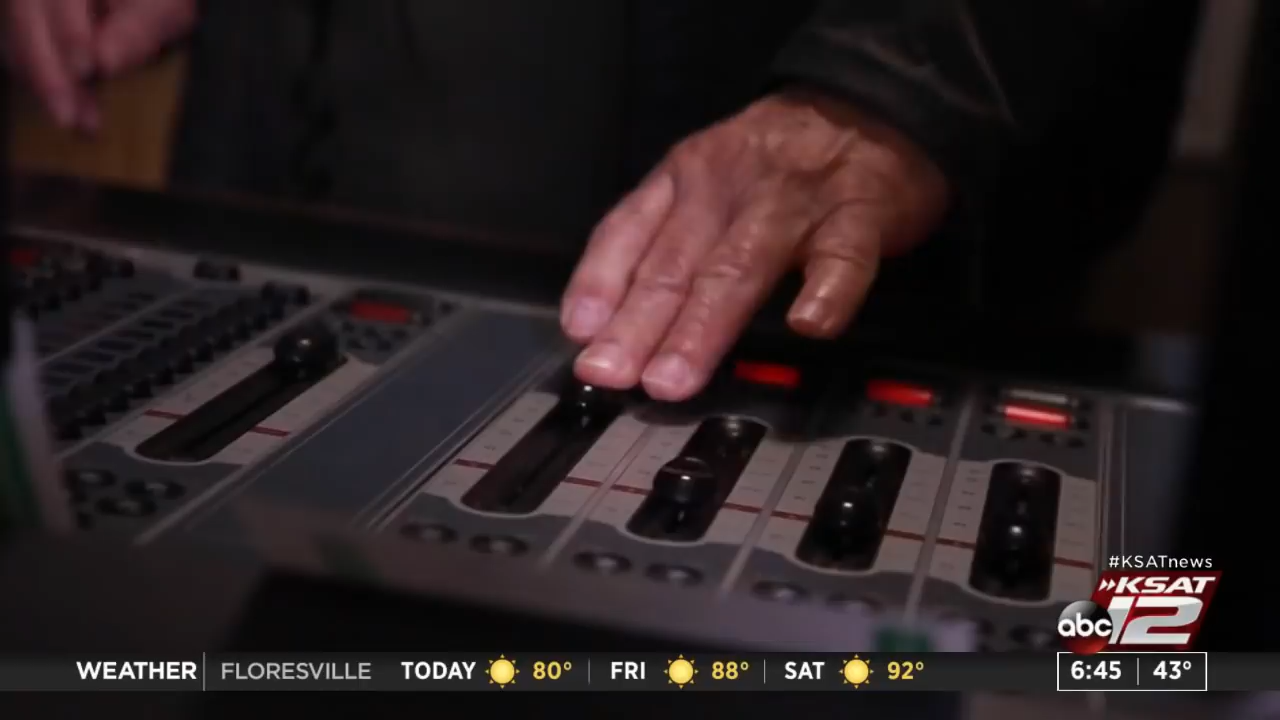 #KSATnews
KSAT
abc 12
WEATHER FLORESVILLE TODAY 80° FRI 88° SAT 92° 6:45 43°